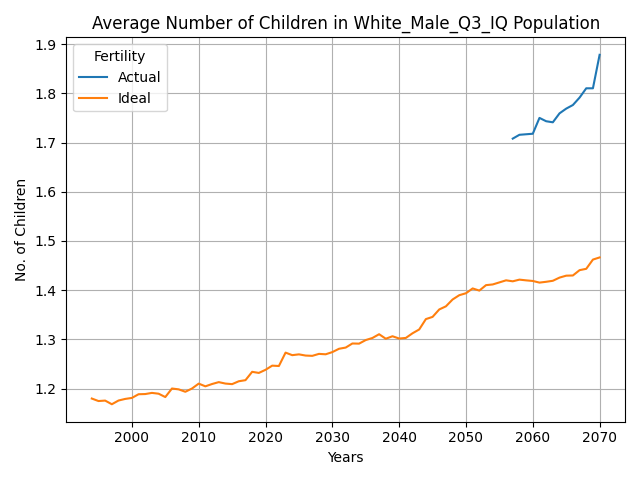 Average Number of Children in White_Male_Q3_IQ Population
Fertility
Actual
Ideal
No. of Children
1.9
1.8
1.7
1.6
1.5
1.4
1.3
1.2
2000 2010 2020 2030 2040 2050 2060 2070
Years